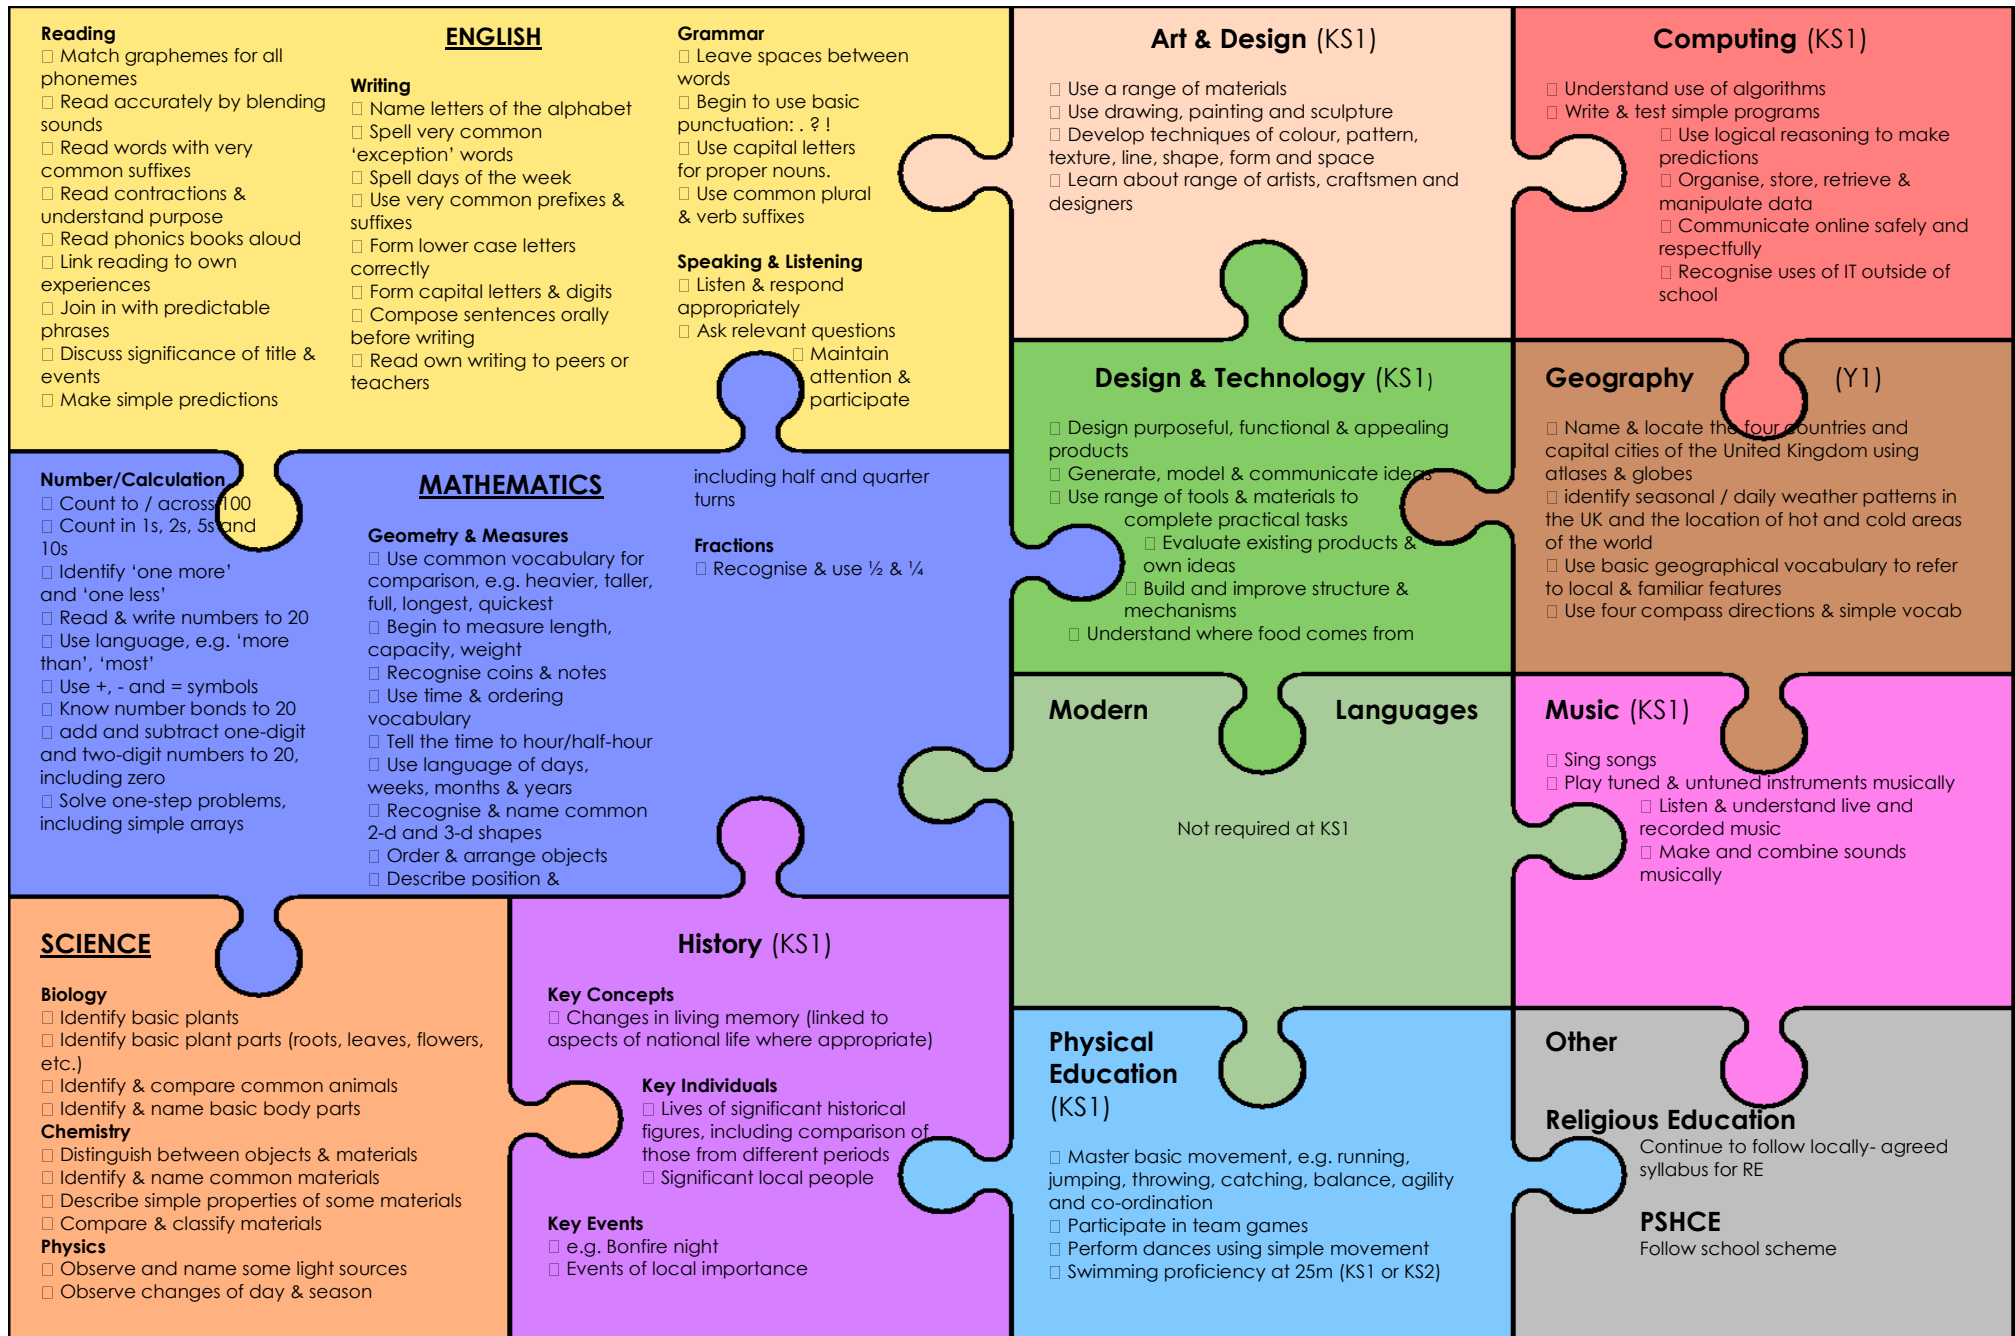 Reading
□ Match graphemes for all
phonemes
□ Read accurately by blending
sounds
□ Read words with very
common suffixes
□ Read contractions &
understand purpose
□ Read phonics books aloud
□ Link reading to own
experiences
□ Join in with predictable
phrases
□ Discuss significance of title &
events
□ Make simple predictions
ENGLISH
Writing
□ Name letters of the alphabet
□ Spell very common
‘exception’ words
□ Spell days of the week
□ Use very common prefixes &
suffixes
□ Form lower case letters
correctly
□ Form capital letters & digits
□ Compose sentences orally
before writing
□ Read own writing to peers or
teachers
Grammar
□ Leave spaces between
words
□ Begin to use basic
punctuation: . ? !
□ Use capital letters
for proper nouns.
□ Use common plural
& verb suffixes
Speaking & Listening
□ Listen & respond
appropriately
□ Ask relevant questions
□ Maintain
attention &
participate
Art & Design (KS1)
□ Use a range of materials
□ Use drawing, painting and sculpture
□ Develop techniques of colour, pattern,
texture, line, shape, form and space
□ Learn about range of artists, craftsmen and
designers
Computing (KS1)
□ Understand use of algorithms
□ Write & test simple programs
□ Use logical reasoning to make
predictions
□ Organise, store, retrieve &
manipulate data
□ Communicate online safely and
respectfully
□ Recognise uses of IT outside of
school
Number/Calculation
□ Count to / across 100
□ Count in 1s, 2s, 5s and
10s
□ Identify ‘one more’
and ‘one less’
□ Read & write numbers to 20
□ Use language, e.g. ‘more
than’, ‘most’
□ Use +, - and = symbols
□ Know number bonds to 20
□ add and subtract one-digit
and two-digit numbers to 20,
including zero
□ Solve one-step problems,
including simple arrays
MATHEMATICS
Geometry & Measures
□ Use common vocabulary for
comparison, e.g. heavier, taller,
full, longest, quickest
□ Begin to measure length,
capacity, weight
□ Recognise coins & notes
□ Use time & ordering
vocabulary
□ Tell the time to hour/half-hour
□ Use language of days,
weeks, months & years
□ Recognise & name common
2-d and 3-d shapes
□ Order & arrange objects
□ Describe position &
including half and quarter
turns
Fractions
□ Recognise & use ½ & ¼
Design & Technology (KS1)
□ Design purposeful, functional & appealing
products
□ Generate, model & communicate ideas
□ Use range of tools & materials to
complete practical tasks
□ Evaluate existing products &
own ideas
□ Build and improve structure &
mechanisms
□ Understand where food comes from
Geography (Y1)
□ Name & locate the four countries and
capital cities of the United Kingdom using
atlases & globes
□ identify seasonal / daily weather patterns in
the UK and the location of hot and cold areas
of the world
□ Use basic geographical vocabulary to refer
to local & familiar features
□ Use four compass directions & simple vocab
Modern Languages
Not required at KS1
Music (KS1)
□ Sing songs
□ Play tuned & untuned instruments musically
□ Listen & understand live and
recorded music
□ Make and combine sounds
musically
SCIENCE
Biology
□ Identify basic plants
□ Identify basic plant parts (roots, leaves, flowers,
etc.)
□ Identify & compare common animals
□ Identify & name basic body parts
Chemistry
□ Distinguish between objects & materials
□ Identify & name common materials
□ Describe simple properties of some materials
□ Compare & classify materials
Physics
□ Observe and name some light sources
□ Observe changes of day & season
History (KS1)
Key Concepts
□ Changes in living memory (linked to
aspects of national life where appropriate)
Key Individuals
□ Lives of significant historical
figures, including comparison of
those from different periods
□ Significant local people
Key Events
□ e.g. Bonfire night
□ Events of local importance
Physical
Education
(KS1)
□ Master basic movement, e.g. running,
jumping, throwing, catching, balance, agility
and co-ordination
□ Participate in team games
□ Perform dances using simple movement
□ Swimming proficiency at 25m (KS1 or KS2)
Other
Religious Education
Continue to follow locally- agreed
syllabus for RE
PSHCE
Follow school scheme